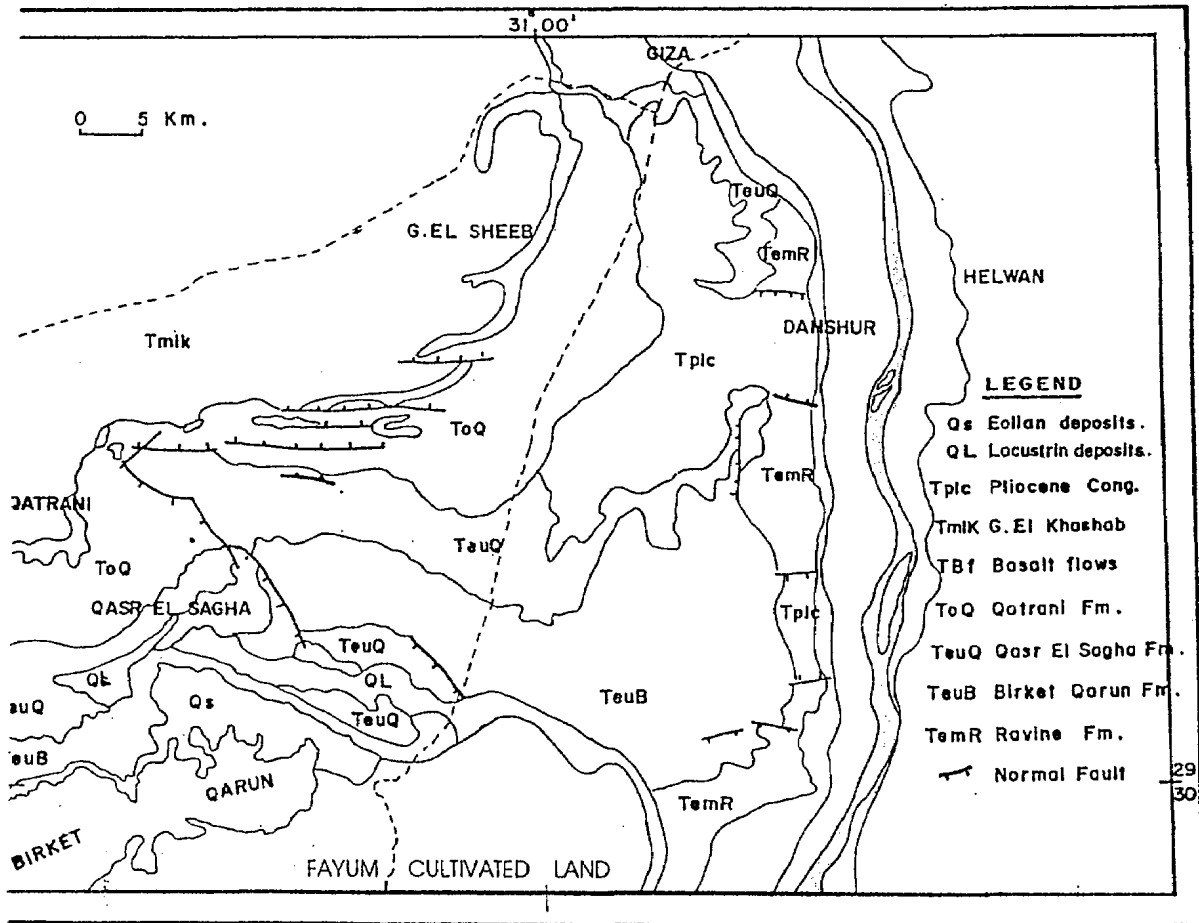 31.00'
GIZA
0 5 Km.
TeuQ
G.EL SHEEB
TemR
HELWAN
DAHSHUR
Tmlk
Tplc
LEGEND
Qs Eolian deposits.
QL Locustrin deposits.
Tplc Pliocene Cong.
TmlK G.El Khashab
TBf Basalt flows
ToQ Qatrani Fm.
TeuQ Qasr El Sagha Fm.
TeuB Birket Qarun Fm.
TemR Ravine Fm.
Normal Fault
ToQ
TemR
QATRANI
TauQ
ToQ
QASR EL SAGHA
Tplc
TeuQ
QL
QL
TeuB
Qs
TeuQ
euQ
TeuB
QARUN
29
30
TemR
BIRKET
FAYUM CULTIVATED LAND